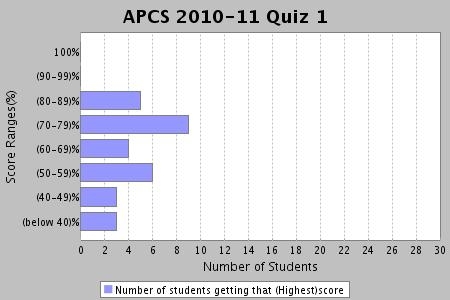 APCS 2010-11 Quiz 1
Score Ranges(%)
100%
(90-99)%
(80-89)%
(70-79)%
(60-69)%
(50-59)%
(40-49)%
(below 40)%
0 2 4 6 8 10 12 14 16 18 20 22 24 26 28 30
Number of Students
Number of students getting that (Highest)score